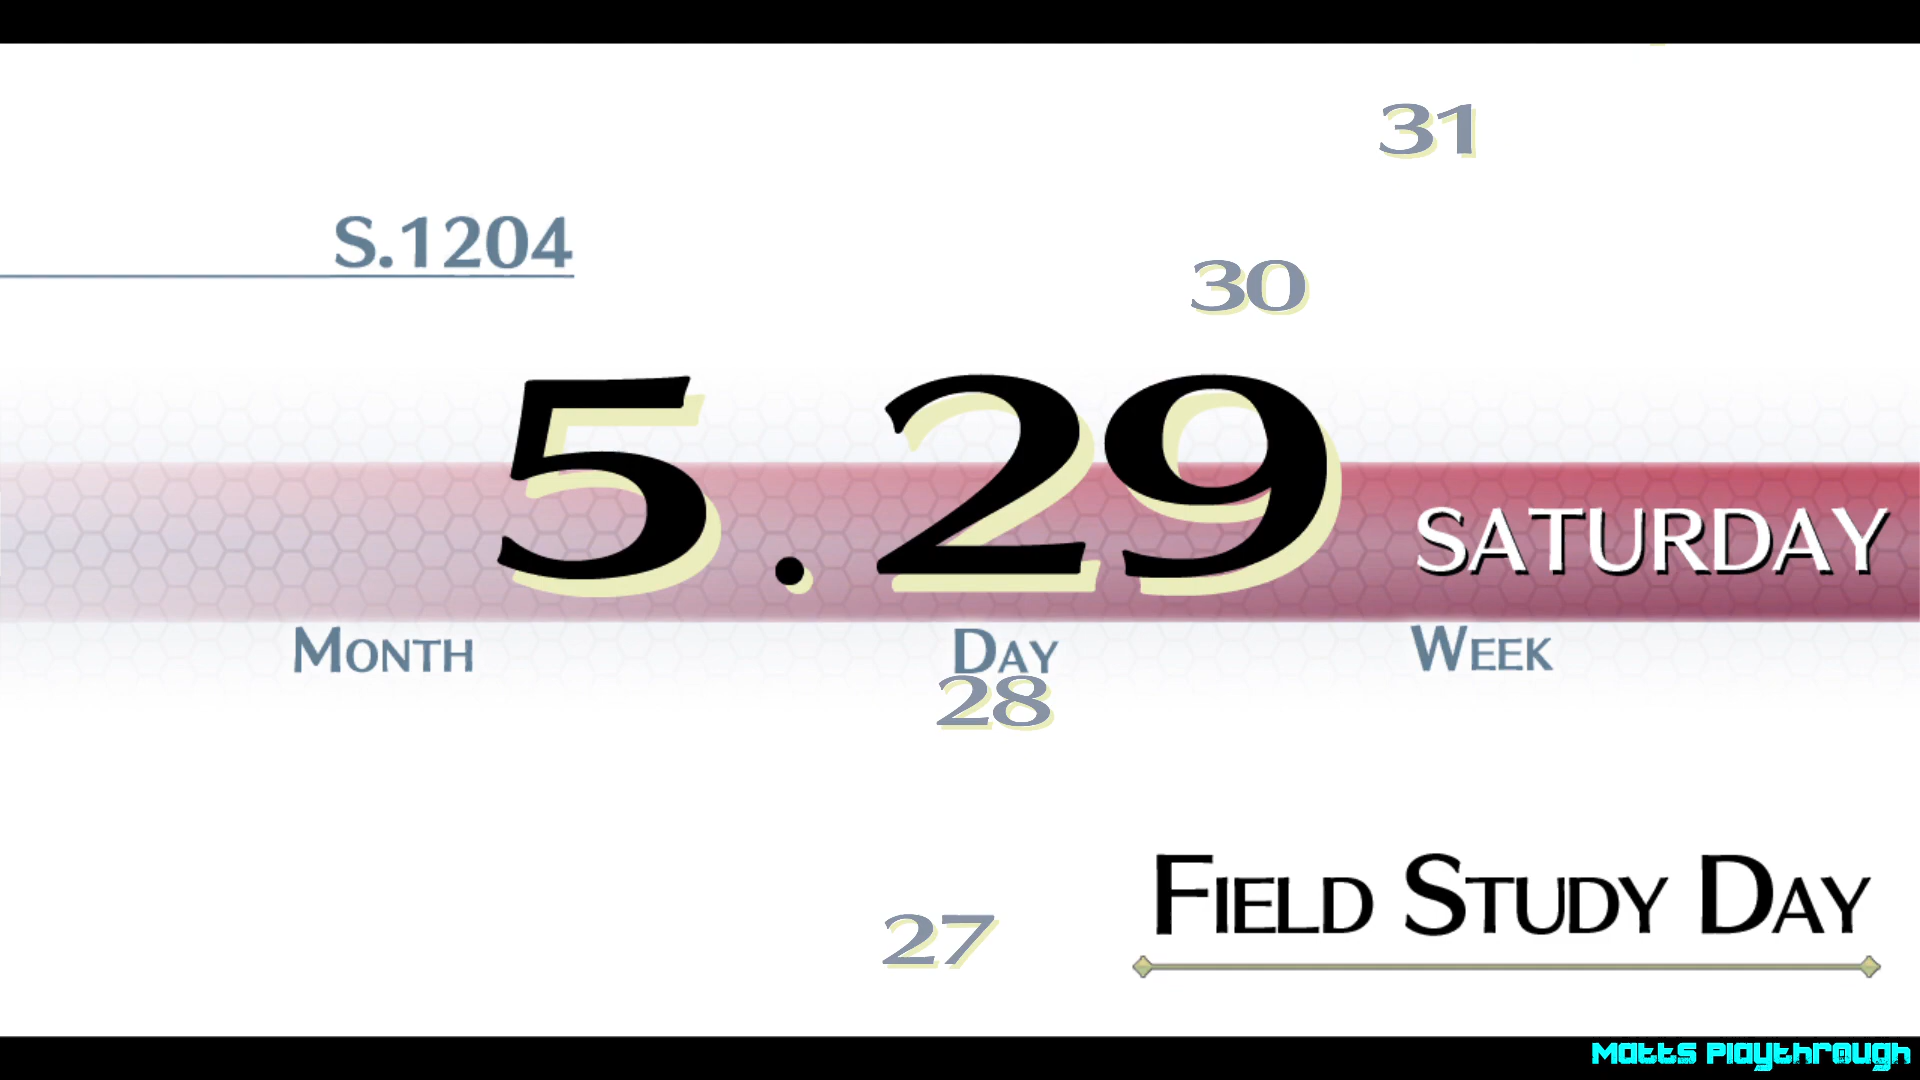 31
S.1204
30
5.29 SATURDAY
MONTH DAY WEEK
28
FIELD STUDY DAY
27
Matts Playthrough